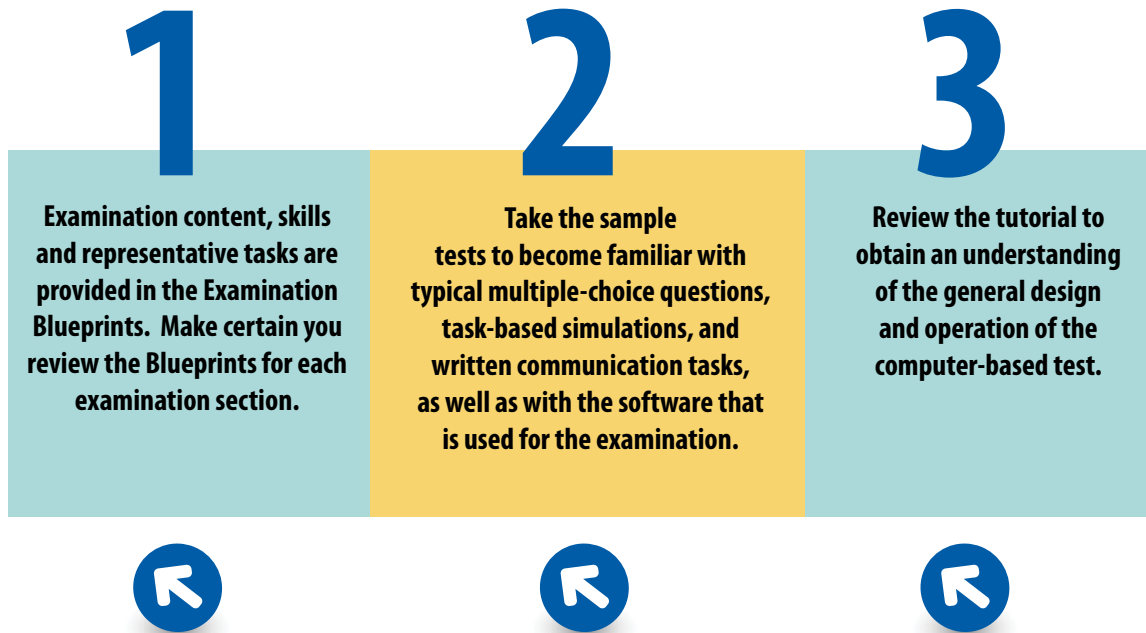 1
Examination content, skills
and representative tasks are
provided in the Examination
Blueprints.  Make certain you
review the Blueprints for each
examination section.
2
Take the sample
tests to become familiar with
typical multiple-choice questions,
task-based simulations, and
written communication tasks,
as well as with the software that
is used for the examination.
3
Review the tutorial to
obtain an understanding
of the general design
and operation of the
computer-based test.